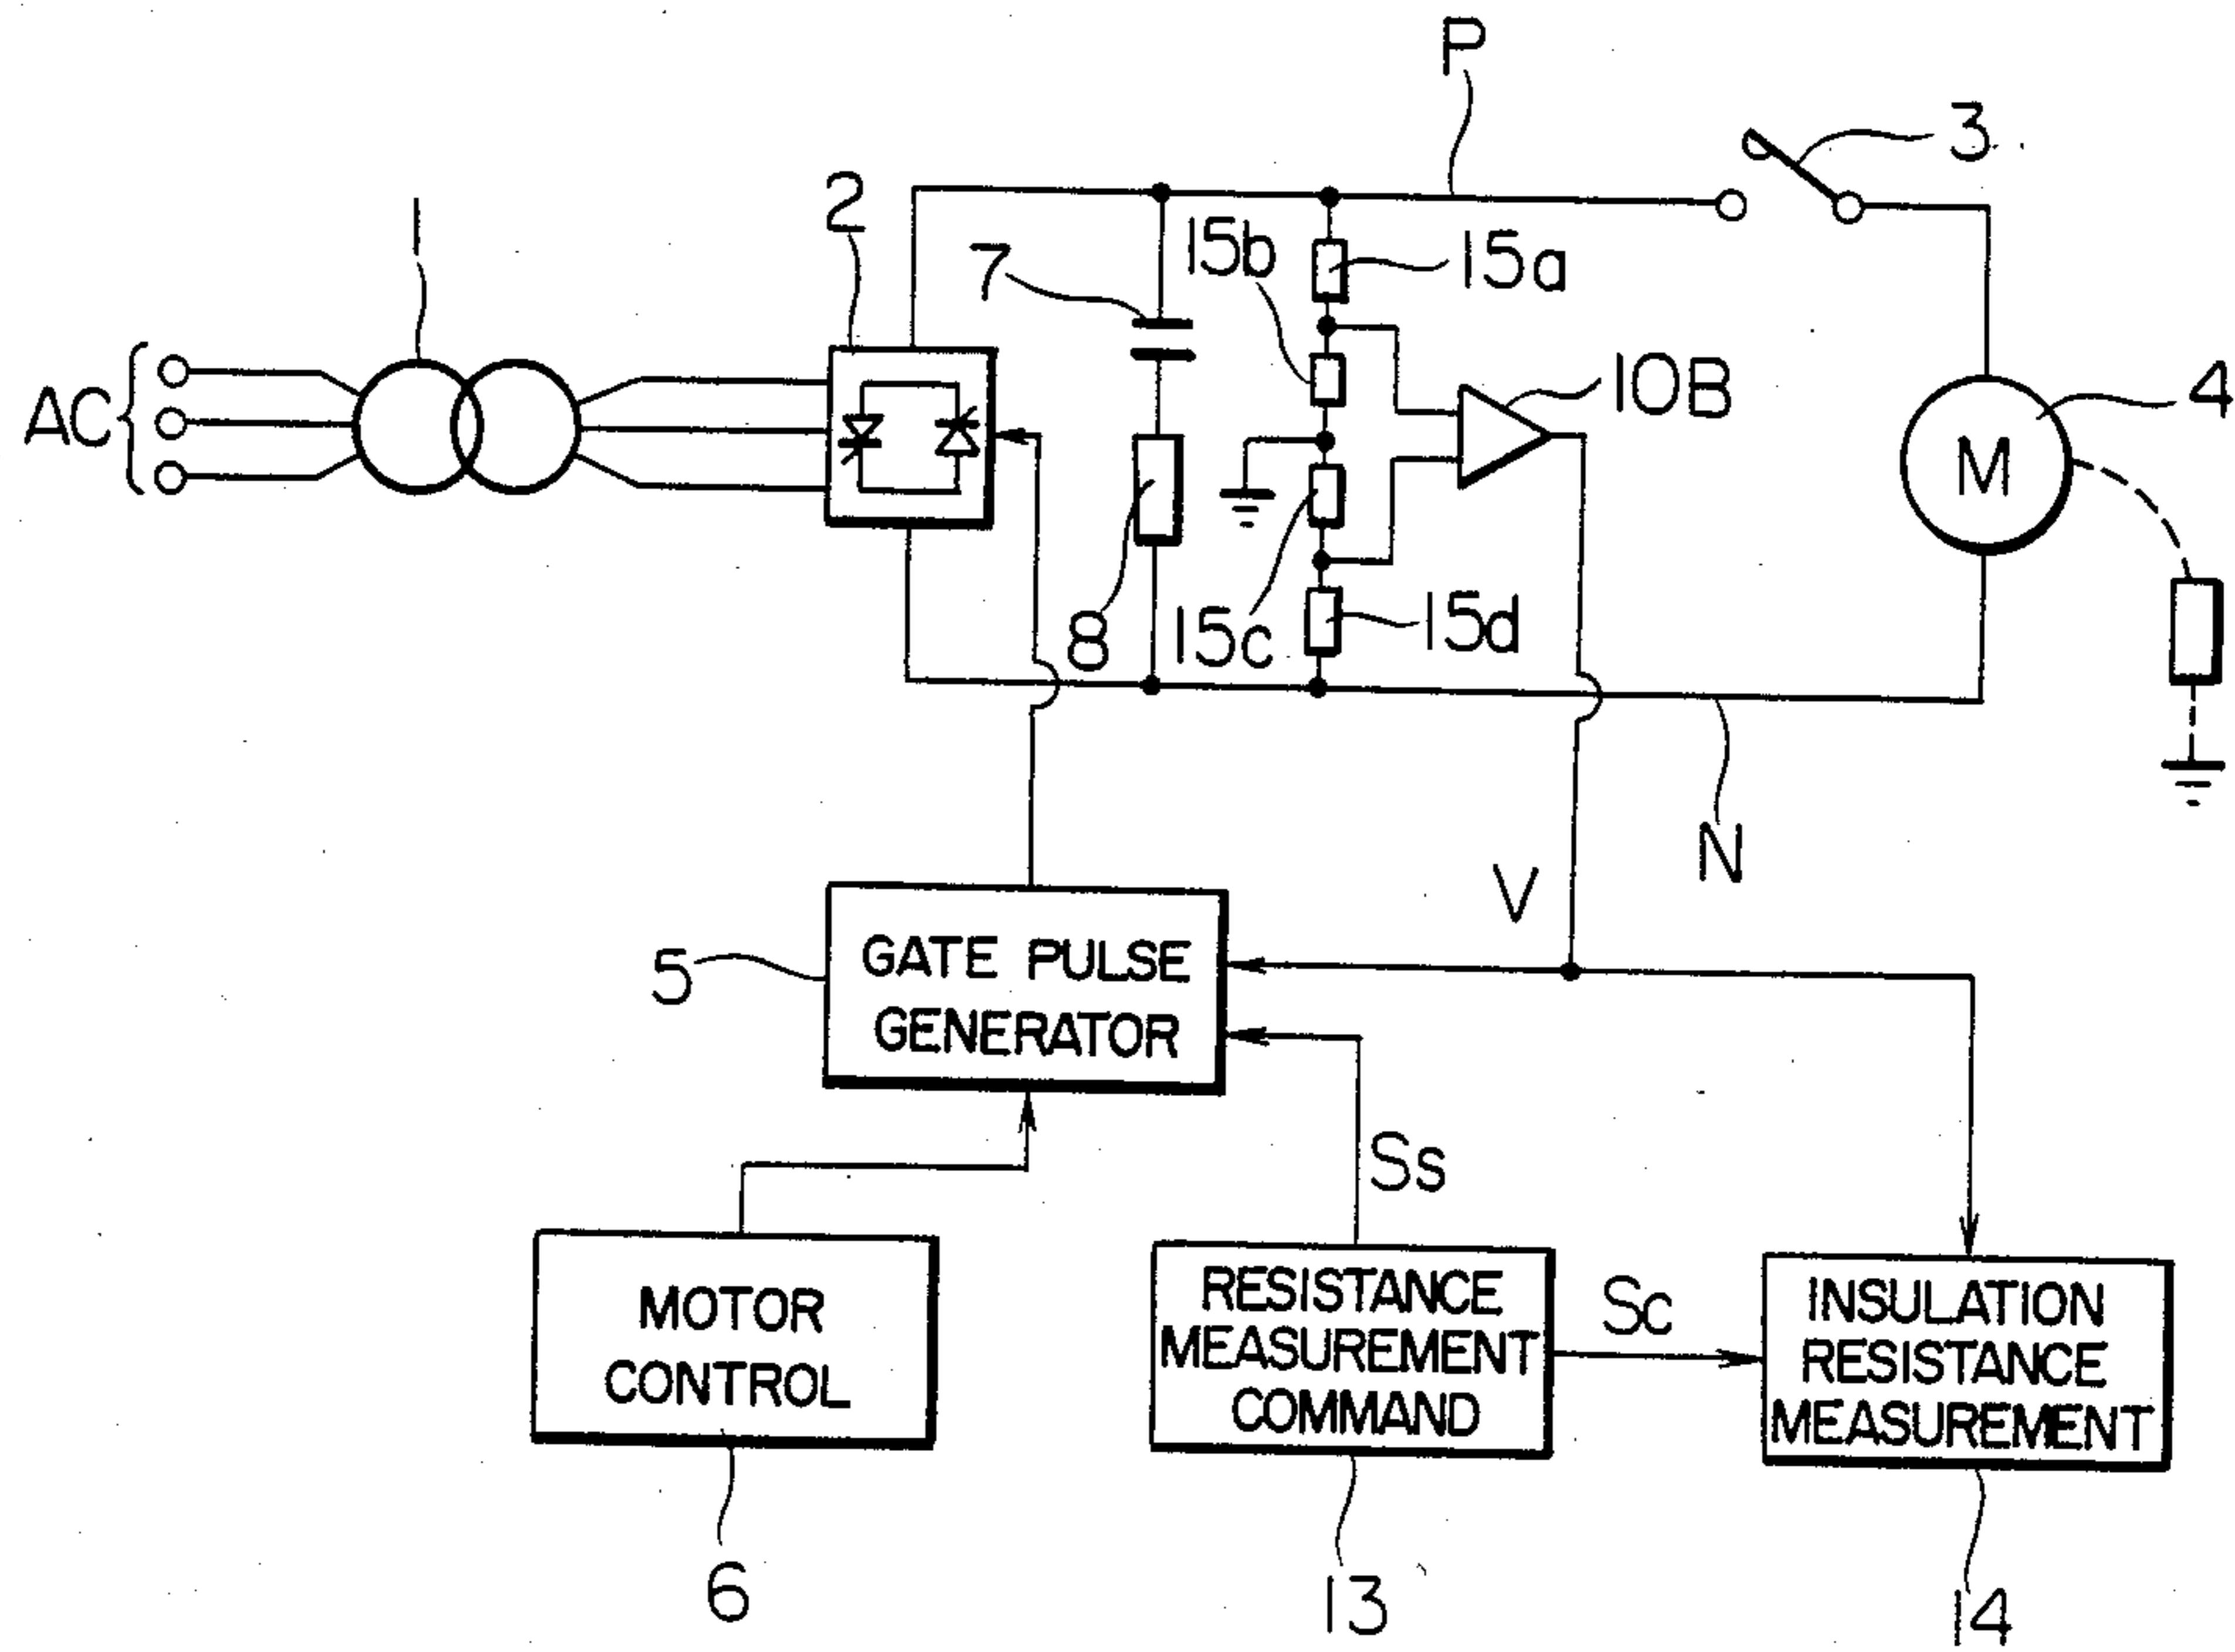 P
3
2
1
15b
15a
7
10B
4
AC
M
8
15c
15d
N
V
5
GATE PULSE
GENERATOR
Ss
MOTOR
CONTROL
RESISTANCE
MEASUREMENT
COMMAND
Sc
INSULATION
RESISTANCE
MEASUREMENT
6
13
14